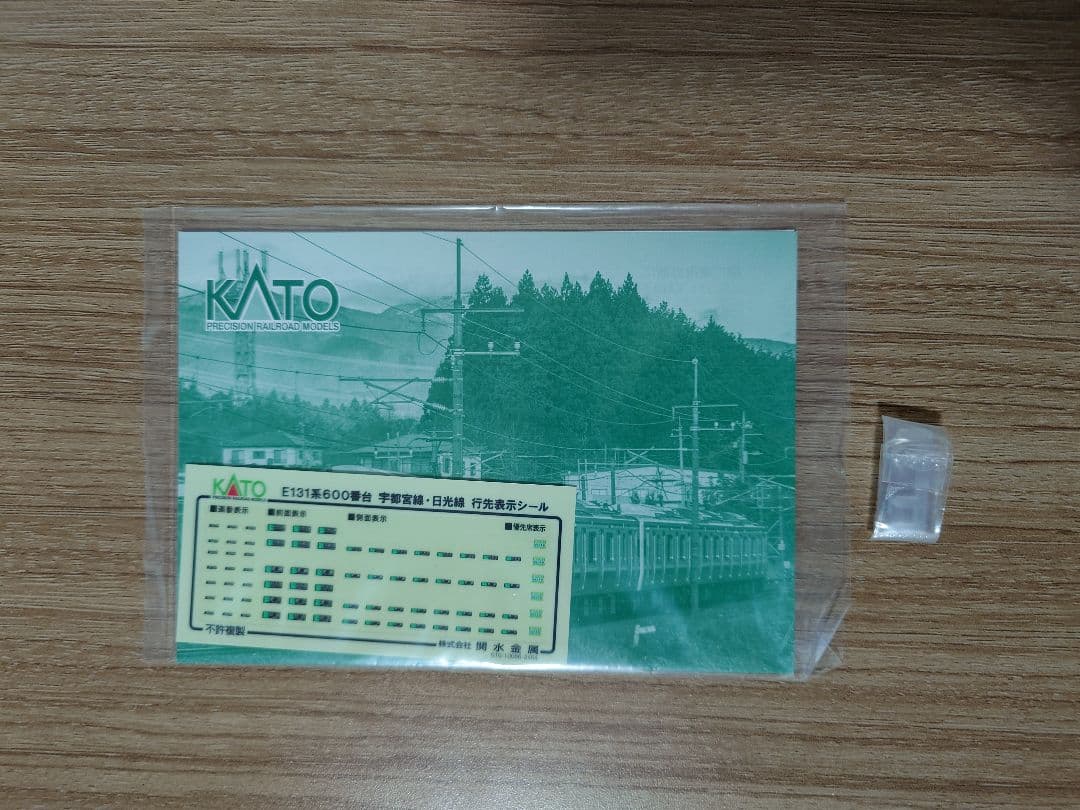 KATO
PRECISION RAILROAD MODELS
KATO
E131系600番台 宇都宮線・日光線 行先表示シール
■運番表示 ■前面表示 ■側面表示 ■優先席表示
不許複製
株式会社 関水金属